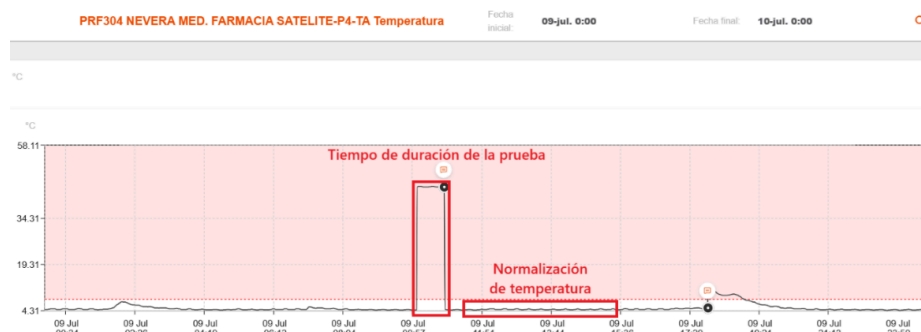 PRF304 NEVERA MED. FARMACIA SATELITE-P4-TA Temperatura
Fecha inicial:
09-jul. 0:00
Fecha final:
10-jul. 0:00
°C
°C
58.11
Tiempo de duración de la prueba
34.31
19.31
Normalización
de temperatura
4.31
09 Jul 09 Jul 09 Jul 09 Jul 09 Jul 09 Jul 09 Jul 09 Jul 09 Jul 09 Jul 09 Jul 09 Jul 09 Jul